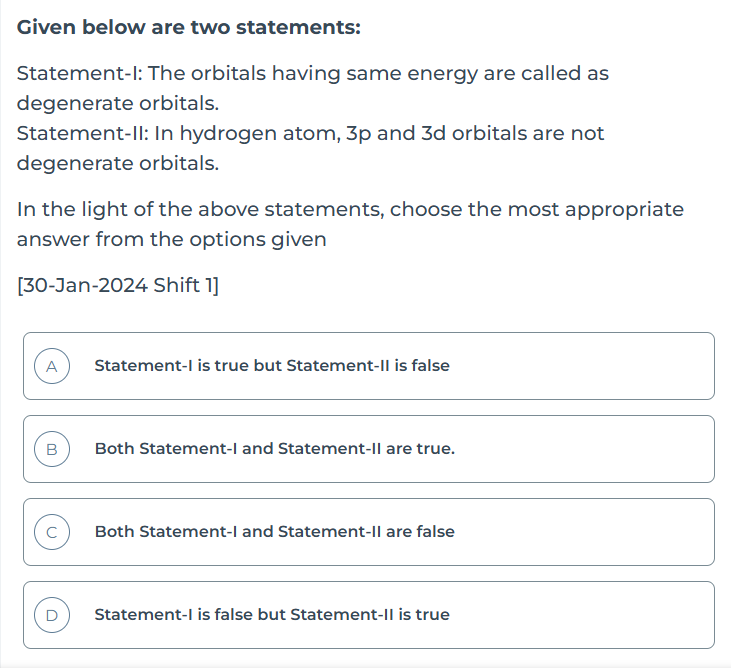 Given below are two statements:
Statement-I: The orbitals having same energy are called as
degenerate orbitals.
Statement-II: In hydrogen atom, 3p and 3d orbitals are not
degenerate orbitals.
In the light of the above statements, choose the most appropriate
answer from the options given
[30-Jan-2024 Shift 1]
A Statement-I is true but Statement-II is false
B Both Statement-I and Statement-II are true.
C Both Statement-I and Statement-II are false
D Statement-I is false but Statement-II is true